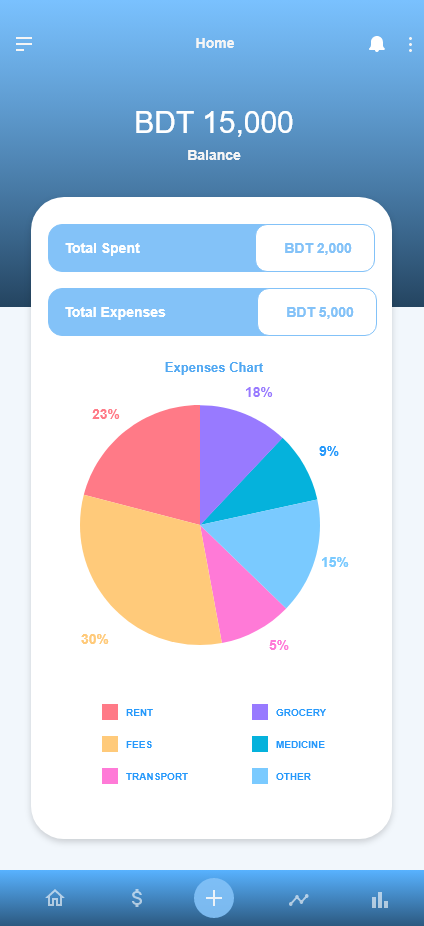 Home
BDT 15,000
Balance
Total Spent BDT 2,000
Total Expenses BDT 5,000
Expenses Chart
18%
23%
9%
15%
30%
5%
RENT GROCERY
FEES MEDICINE
TRANSPORT OTHER